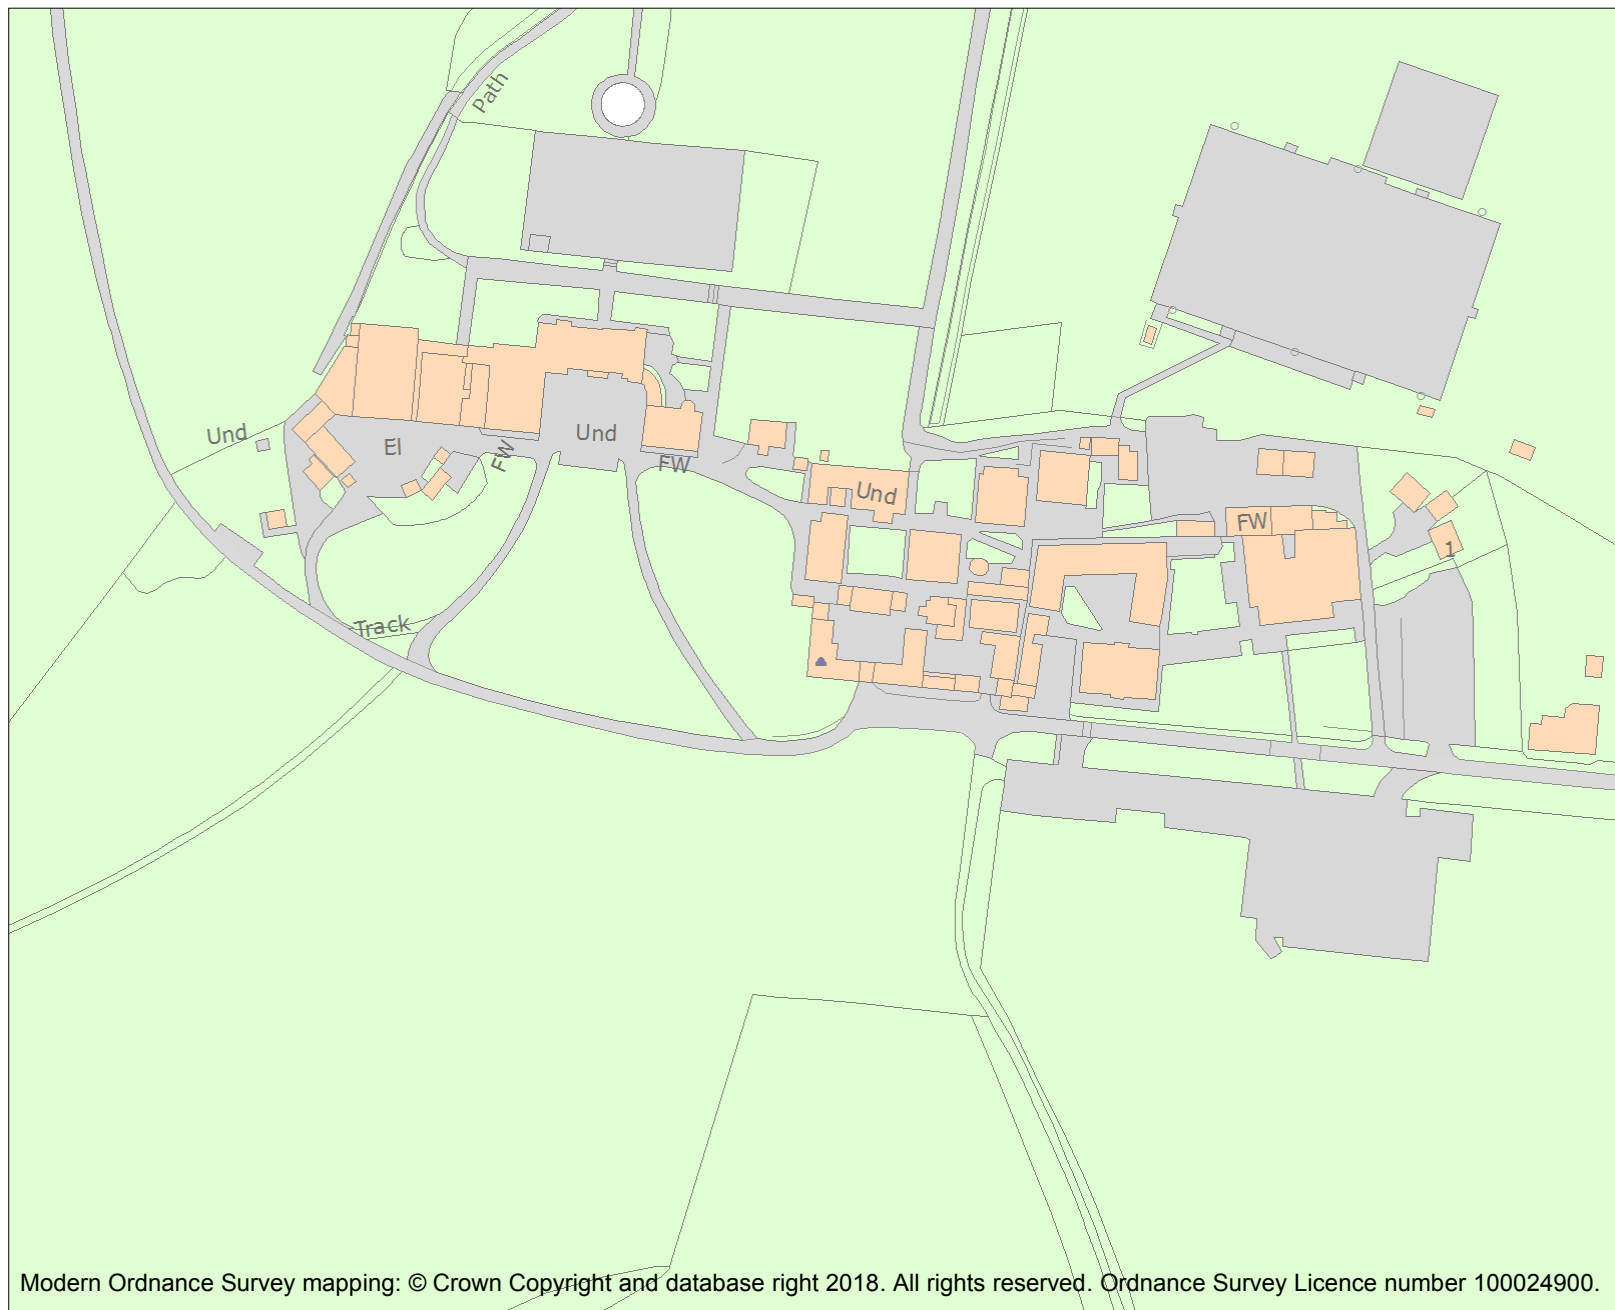 Path
Und
El
FW
Und
FW
Und
FW
1
Track
Modern Ordnance Survey mapping: © Crown Copyright and database right 2018. All rights reserved. Ordnance Survey Licence number 100024900.